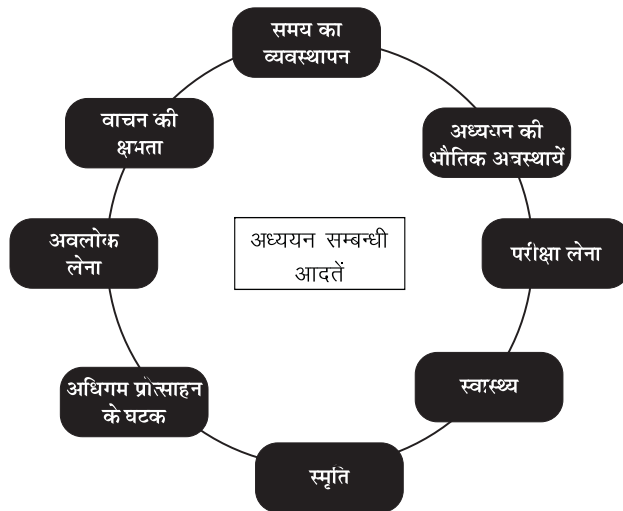 समय का
व्यवस्थापन
अध्ययन की
भौतिक अवस्थायें
परीक्षा लेना
स्वास्थ्य
स्मृति
अधिगम प्रोत्साहन
के घटक
अवलोक
लेना
वाचन की
क्षमता
अध्ययन सम्बन्धी
आदतें